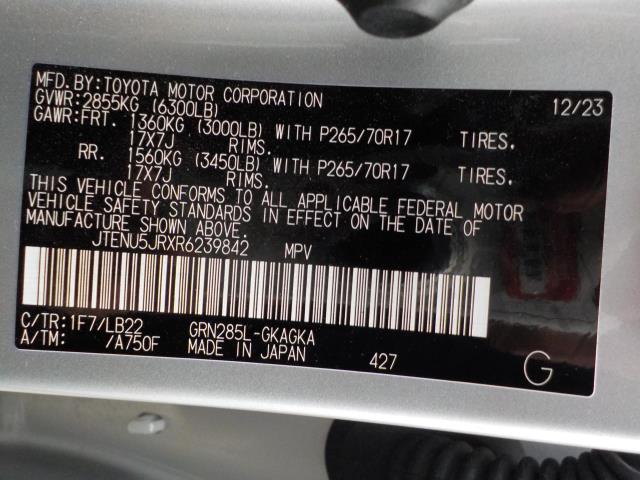 MFD.BY:TOYOTA MOTOR CORPORATION 12/23
GVWR:2855KG (6300LB)
GAWR:FRT. 1360KG (3000LB) WITH P265/70R17 TIRES.
17X7J RIMS.
RR. 1560KG (3450LB) WITH P265/70R17 TIRES.
17X7J RIMS.
THIS VEHICLE CONFORMS TO ALL APPLICABLE FEDERAL MOTOR
VEHICLE SAFETY STANDARDS IN EFFECT ON THE DATE OF
MANUFACTURE SHOWN ABOVE.
JTENU5JRXR6239842 MPV
C/TR:1F7/LB22 GRN285L-GKAGKA
A/TM: /A750F MADE IN JAPAN 427 G